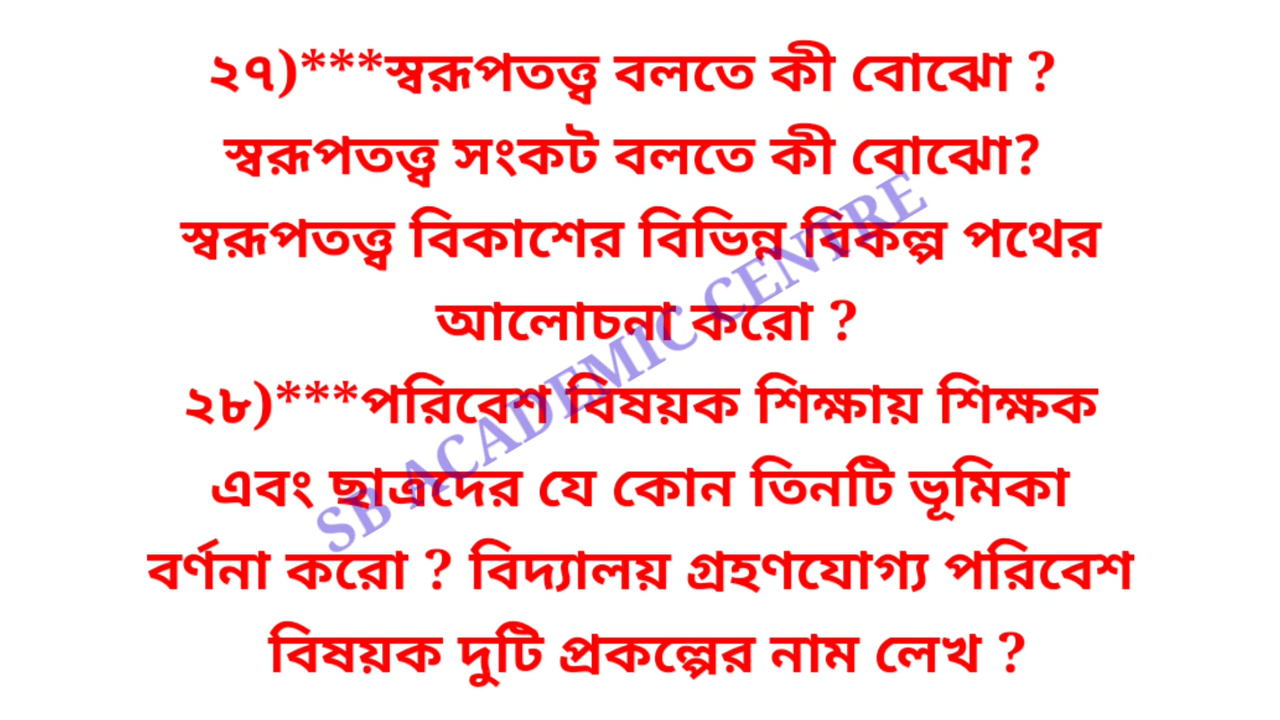 ২৭)***স্বরূপতত্ত্ব বলতে কী বোঝো ?
স্বরূপতত্ত্ব সংকট বলতে কী বোঝো?
স্বরূপতত্ত্ব বিকাশের বিভিন্ন বিকল্প পথের
আলোচনা করো ?
২৮)***পরিবেশ বিষয়ক শিক্ষায় শিক্ষক
এবং ছাত্রদের যে কোন তিনটি ভূমিকা
বর্ণনা করো ? বিদ্যালয় গ্রহণযোগ্য পরিবেশ
বিষয়ক দুটি প্রকল্পের নাম লেখ ?
SB ACADEMIC CENTRE